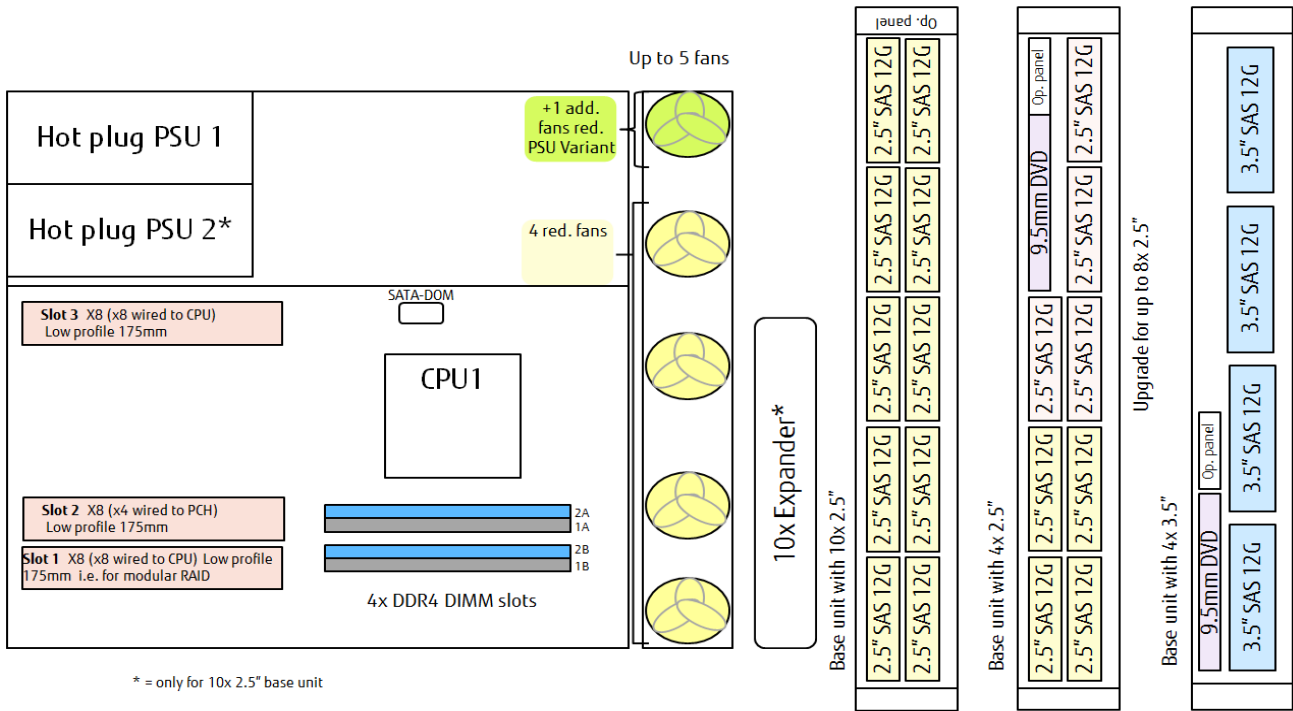 Up to 5 fans
Hot plug PSU 1
Hot plug PSU 2*
+1 add.
fans red.
PSU Variant
4 red. fans
SATA-DOM
Slot 3 X8 (x8 wired to CPU)
Low profile 175mm
CPU1
Slot 2 X8 (x4 wired to PCH)
Low profile 175mm
Slot 1 X8 (x8 wired to CPU) Low profile
175mm i.e. for modular RAID
2A
1A
2B
1B
4x DDR4 DIMM slots
* = only for 10x 2.5" base unit
10x Expander*
Base unit with 10x 2.5"
Op. panel
2.5" SAS 12G
2.5" SAS 12G
2.5" SAS 12G
2.5" SAS 12G
2.5" SAS 12G
2.5" SAS 12G
2.5" SAS 12G
2.5" SAS 12G
2.5" SAS 12G
2.5" SAS 12G
Base unit with 4x 2.5"
Op. panel
9.5mm DVD
2.5" SAS 12G
2.5" SAS 12G
2.5" SAS 12G
2.5" SAS 12G
2.5" SAS 12G
2.5" SAS 12G
2.5" SAS 12G
2.5" SAS 12G
Upgrade for up to 8x 2.5"
Base unit with 4x 3.5"
Op. panel
9.5mm DVD
3.5" SAS 12G
3.5" SAS 12G
3.5" SAS 12G
3.5" SAS 12G